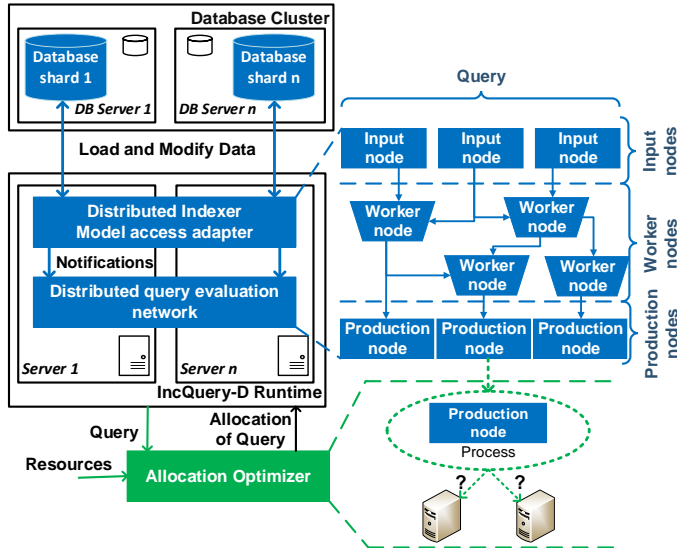 Database Cluster
Database
shard 1
Database
shard n
DB Server 1
DB Server n
Load and Modify Data
Distributed Indexer
Model access adapter
Notifications
Distributed query evaluation
network
Server 1
Server n
IncQuery-D Runtime
Query
Allocation
of Query
Resources
Allocation Optimizer
Query
Input
node
Input
node
Input
node
Input
nodes
Worker
node
Worker
node
Worker
node
Worker
node
Worker
nodes
Production
node
Production
node
Production
node
Production
nodes
Production
node
Process
?
?